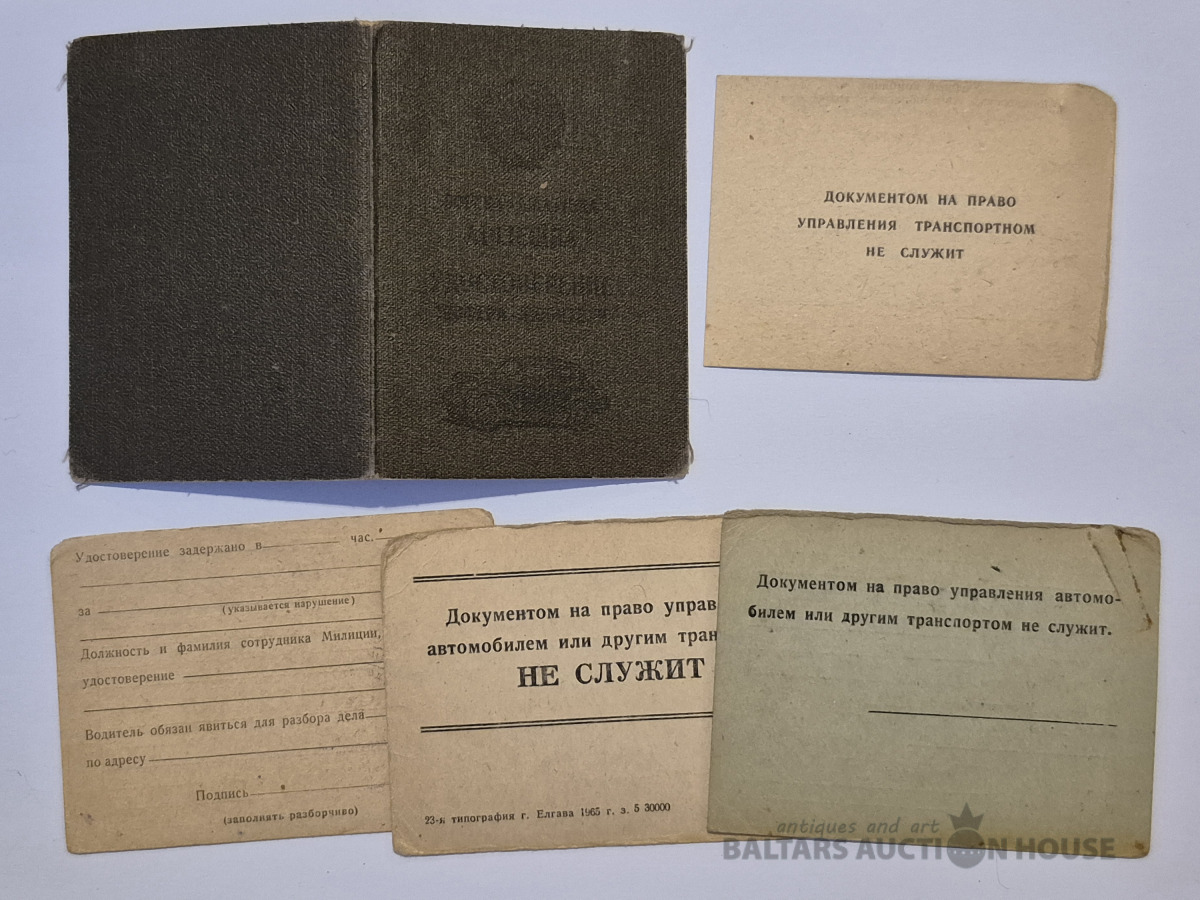 УДОСТОВЕРЕНИЕ
ДОКУМЕНТОМ НА ПРАВО
УПРАВЛЕНИЯ ТРАНСПОРТНОМ
НЕ СЛУЖИТ
Удостоверение задержано в час.
за
(указывается нарушение)
Должность и фамилия сотрудника Милиции,
удостоверение
Водитель обязан явиться для разбора дела
по адресу
Подпись
(заполнять разборчиво)
Документом на право управ
автомобилем или другим тран
НЕ СЛУЖИТ
23-я типография г. Елгава 1965 г. з. 5 30000
Документом на право управления автомо-
билем или другим транспортом не служит.
antiques and art
BALTARS AUCTION HOUSE